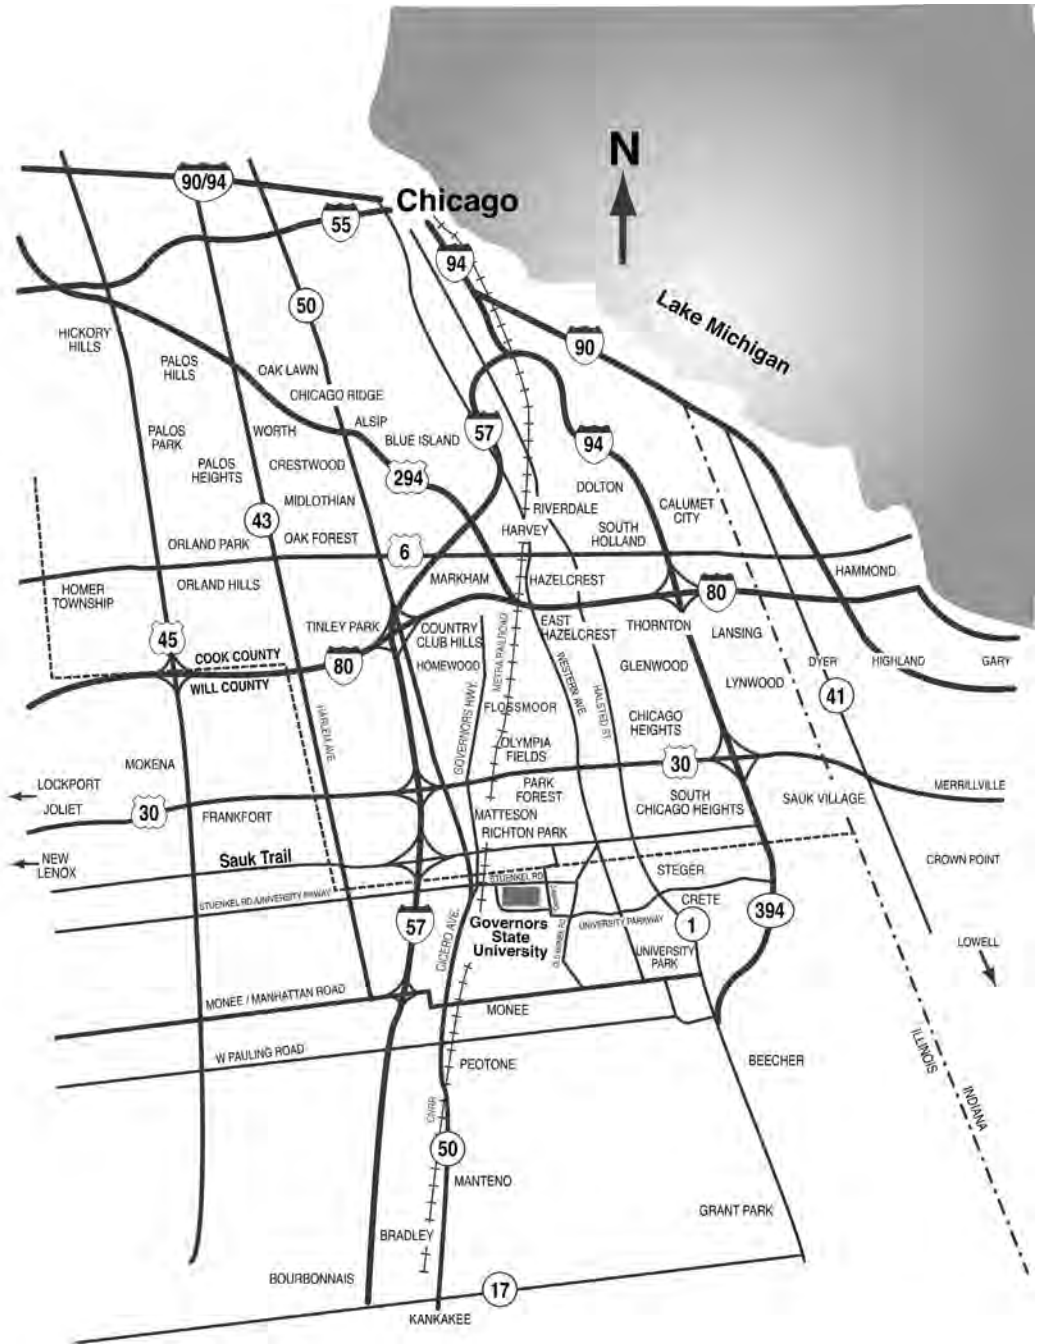 N
90/94
Chicago
55
94
50
Lake Michigan
90
HICKORY
HILLS
PALOS
HILLS
OAK LAWN
CHICAGO RIDGE
ALSIP
BLUE ISLAND
57
94
PALOS
PARK
WORTH
PALOS
HEIGHTS
CRESTWOOD
294
DOLTON
MIDLOTHIAN
RIVERDALE
CALUMET
CITY
43
HARVEY
SOUTH
HOLLAND
ORLAND PARK
OAK FOREST
6
HOMER
TOWNSHIP
ORLAND HILLS
MARKHAM
HAZELCREST
HAMMOND
80
45
TINLEY PARK
COUNTRY
CLUB HILLS
EAST
HAZELCREST
THORNTON
LANSING
COOK COUNTY
WILL COUNTY
80
HOMEWOOD
METRA RAILROAD
WESTERN AVE
GLENWOOD
DYER
HIGHLAND
GARY
LYNWOOD
41
HARLEM AVE
GOVERNORS HWY.
FLOSSMOOR
HALSTED ST.
CHICAGO
HEIGHTS
OLYMPIA
FIELDS
MOKENA
30
LOCKPORT
JOLIET
30
FRANKFORT
PARK
FOREST
SOUTH
CHICAGO HEIGHTS
SAUK VILLAGE
MERRILLVILLE
MATTESON
RICHTON PARK
NEW
LENOX
Sauk Trail
STEGER
CROWN POINT
STUENKEL RD.
STUENKEL RD./UNIVERSITY PKWAY
CRETE
394
57
CICERO AVE.
Governors
State
University
UNIVERSITY PARKWAY
1
UNIVERSITY
PARK
LOWELL
MONEE / MANHATTAN ROAD
MONEE
W PAULING ROAD
PEOTONE
BEECHER
ILLINOIS
INDIANA
CNRR
50
MANTENO
GRANT PARK
BRADLEY
BOURBONNAIS
17
KANKAKEE